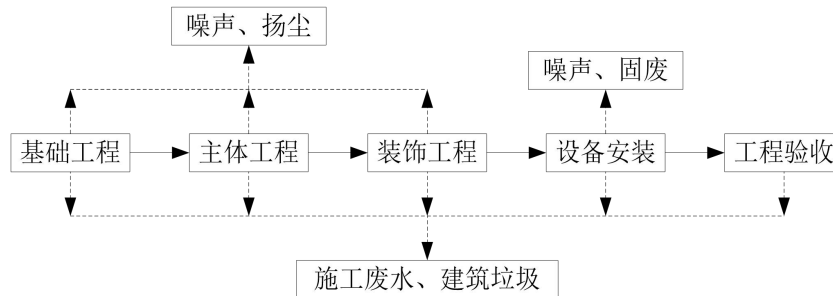 噪声、扬尘
噪声、固废
基础工程
主体工程
装饰工程
设备安装
工程验收
施工废水、建筑垃圾